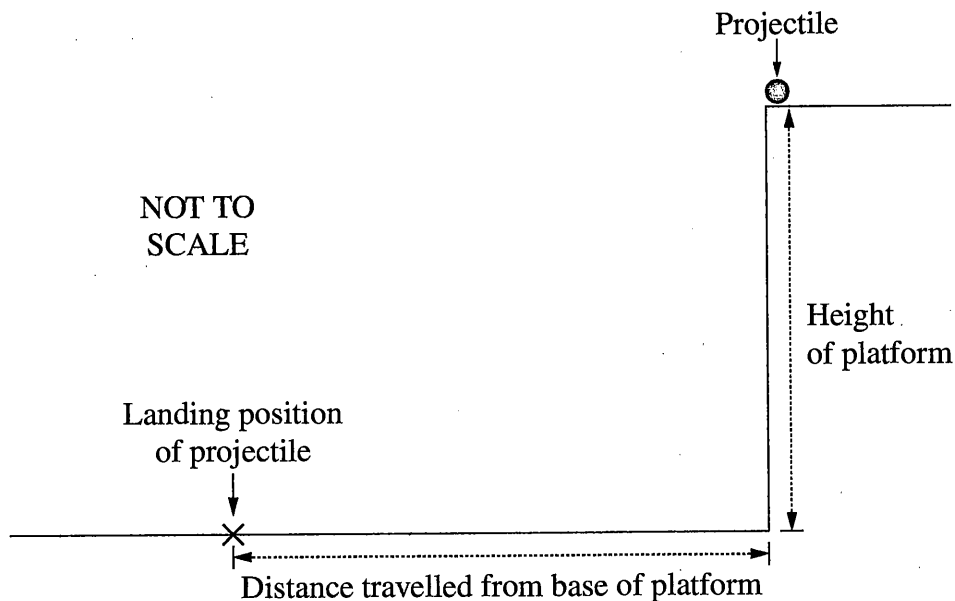 Projectile
NOT TO
SCALE
Height
of platform
Landing position
of projectile
Distance travelled from base of platform